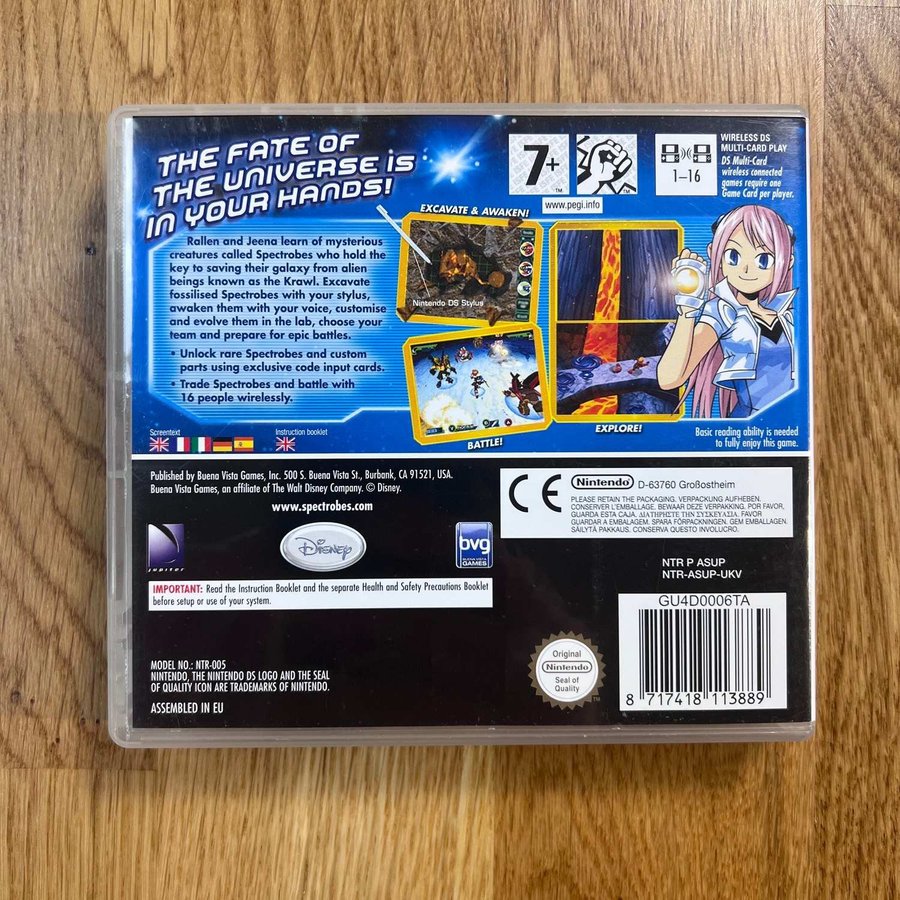 THE FATE OF
THE UNIVERSE IS
IN YOUR HANDS!
Rallen and Jeena learn of mysterious
creatures called Spectrobes who hold the
key to saving their galaxy from alien
beings known as the Krawl. Excavate
fossilised Spectrobes with your stylus,
awaken them with your voice, customise
and evolve them in the lab, choose your
team and prepare for epic battles.
• Unlock rare Spectrobes and custom
parts using exclusive code input cards.
• Trade Spectrobes and battle with
16 people wirelessly.
Screentext
Instruction booklet
EXCAVATE & AWAKEN!
Nintendo DS Stylus
BATTLE!
EXPLORE!
7+
™
™
www.pegi.info
1–16
WIRELESS DS
MULTI-CARD PLAY
DS Multi-Card
wireless connected
games require one
Game Card per player.
Basic reading ability is needed
to fully enjoy this game.
Published by Buena Vista Games, Inc. 500 S. Buena Vista St., Burbank, CA 91521, USA.
Buena Vista Games, an affiliate of The Walt Disney Company. © Disney.
www.spectrobes.com
jupiter
Disney
bvg
BUENA VISTA
GAMES
IMPORTANT: Read the Instruction Booklet and the separate Health and Safety Precautions Booklet
before setup or use of your system.
CE
Nintendo D-63760 Großostheim
PLEASE RETAIN THE PACKAGING. VERPACKUNG AUFHEBEN.
CONSERVER L'EMBALLAGE. BEWAAR DEZE VERPAKKING. POR FAVOR,
GUARDA ESTA CAJA. ΔΙΑΤΗΡΗΣΤΕ ΤΗΝ ΣΥΣΚΕΥΑΣΙΑ. FAVOR
GUARDAR A EMBALAGEM. SPARA FÖRPACKNINGEN. GEM EMBALLAGEN.
SÄILYTÄ PAKKAUS. CONSERVA QUESTO INVOLUCRO.
NTR P ASUP
NTR-ASUP-UKV
GU4D0006TA
8 717418 113889
Original
Nintendo
Seal of
Quality
TM
MODEL NO.: NTR-005
NINTENDO, THE NINTENDO DS LOGO AND THE SEAL
OF QUALITY ICON ARE TRADEMARKS OF NINTENDO.
ASSEMBLED IN EU